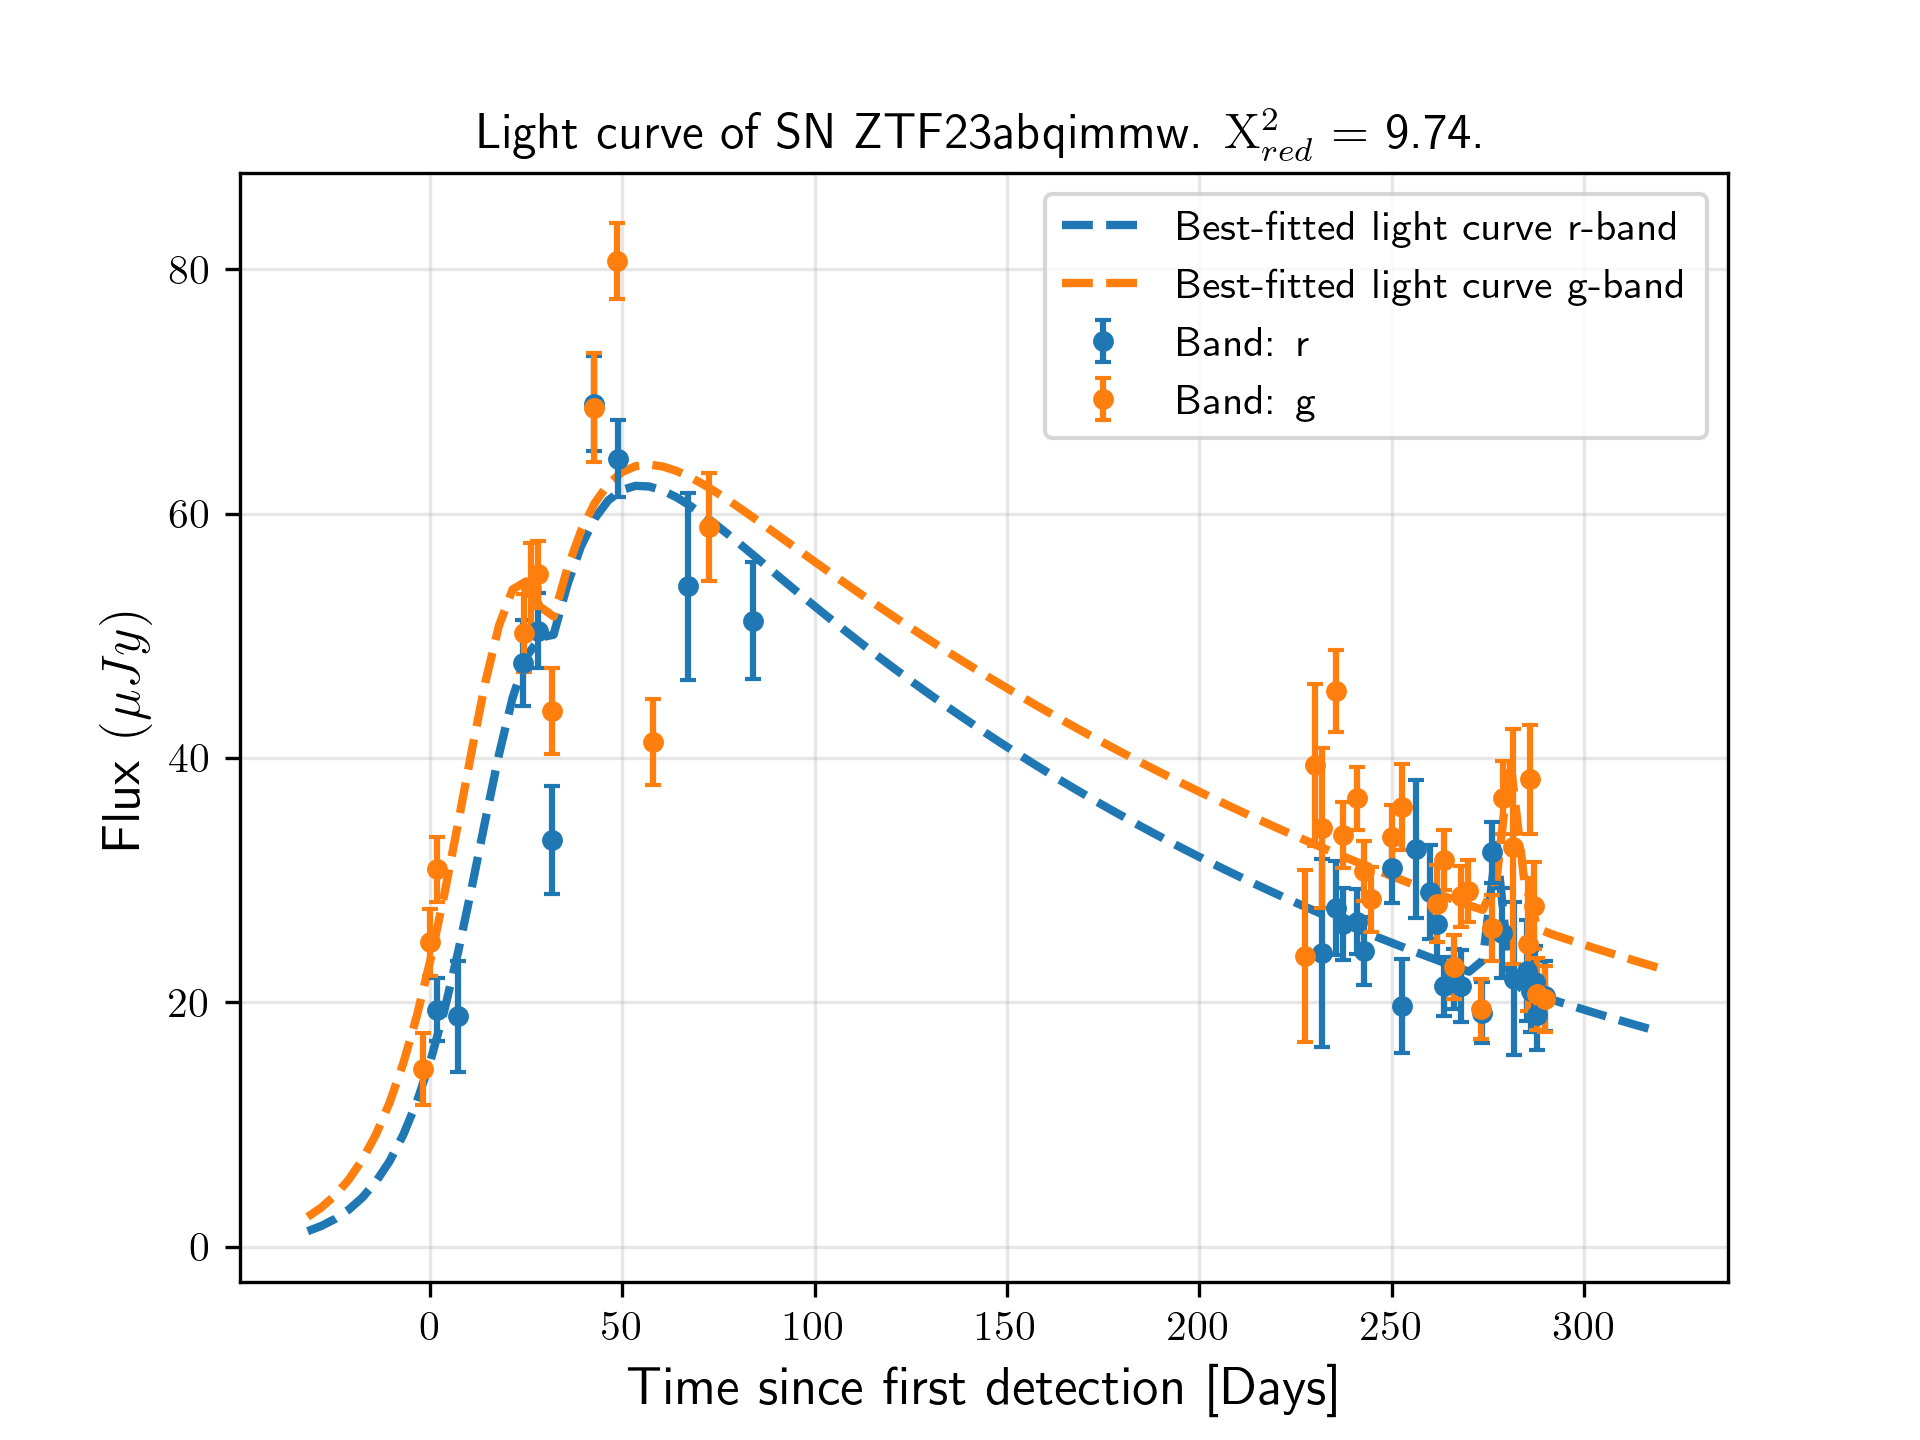 Light curve of SN ZTF23abqimmw. X²_red = 9.74.
Best-fitted light curve r-band
Best-fitted light curve g-band
Band: r
Band: g
80
60
40
20
0
Flux (μJy)
0 50 100 150 200 250 300
Time since first detection [Days]